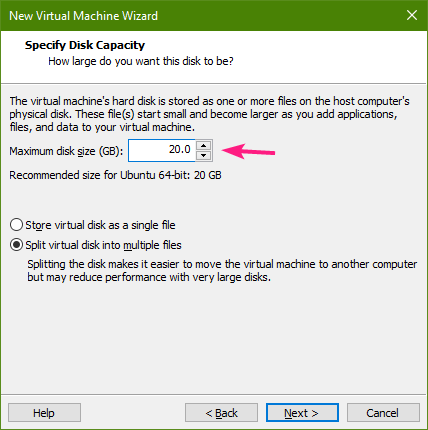 New Virtual Machine Wizard
Specify Disk Capacity
How large do you want this disk to be?
The virtual machine's hard disk is stored as one or more files on the host computer's
physical disk. These file(s) start small and become larger as you add applications,
files, and data to your virtual machine.
Maximum disk size (GB): 20.0
Recommended size for Ubuntu 64-bit: 20 GB
Store virtual disk as a single file
Split virtual disk into multiple files
Splitting the disk makes it easier to move the virtual machine to another computer
but may reduce performance with very large disks.
Help < Back Next > Cancel